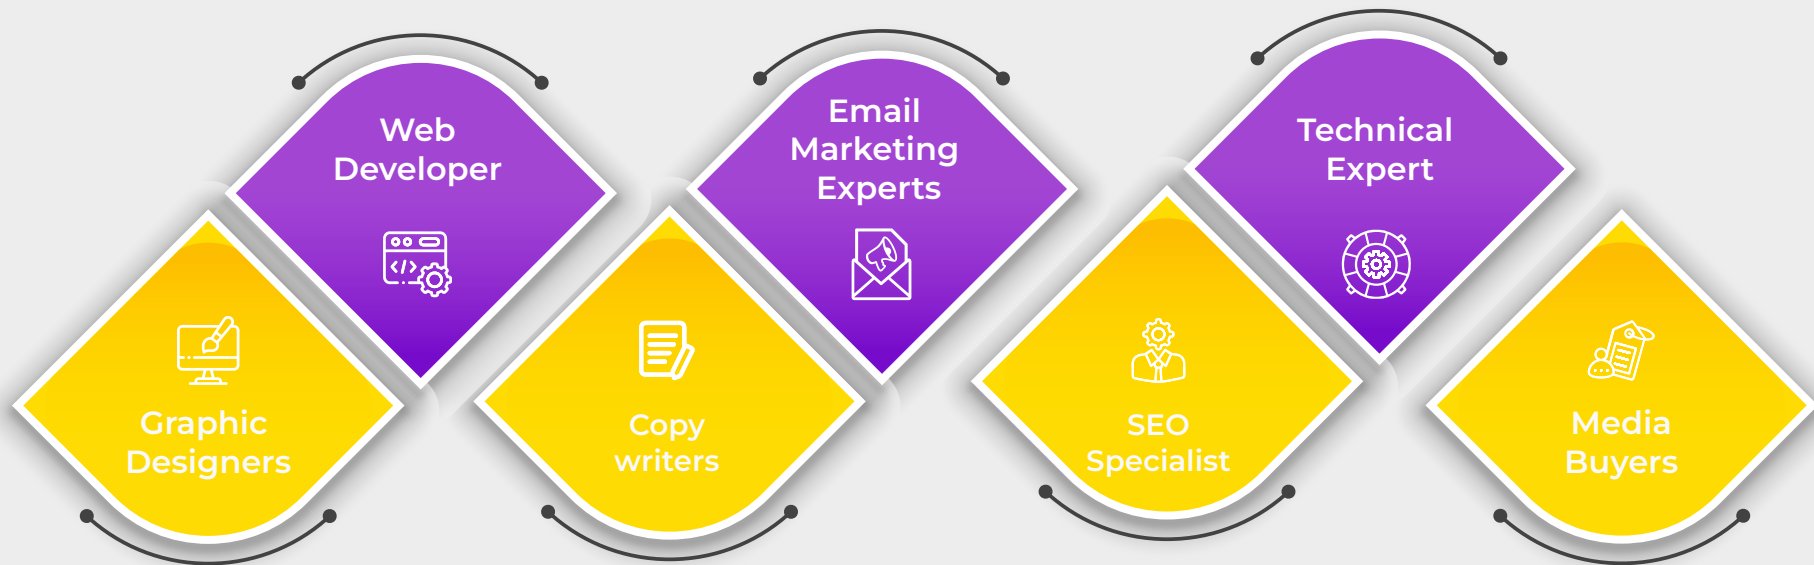 Graphic
Designers
Web
Developer
Copy
writers
Email
Marketing
Experts
SEO
Specialist
Technical
Expert
Media
Buyers